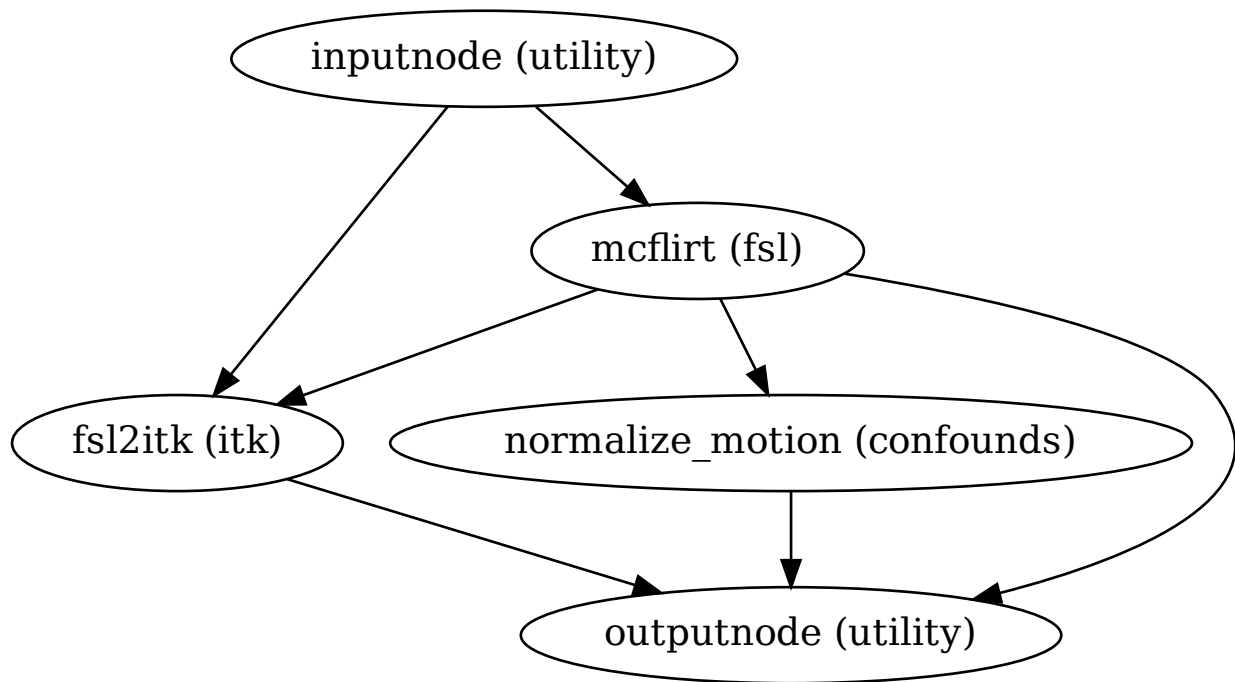 inputnode (utility)
mcflirt (fsl)
fsl2itk (itk)
normalize_motion (confounds)
outputnode (utility)